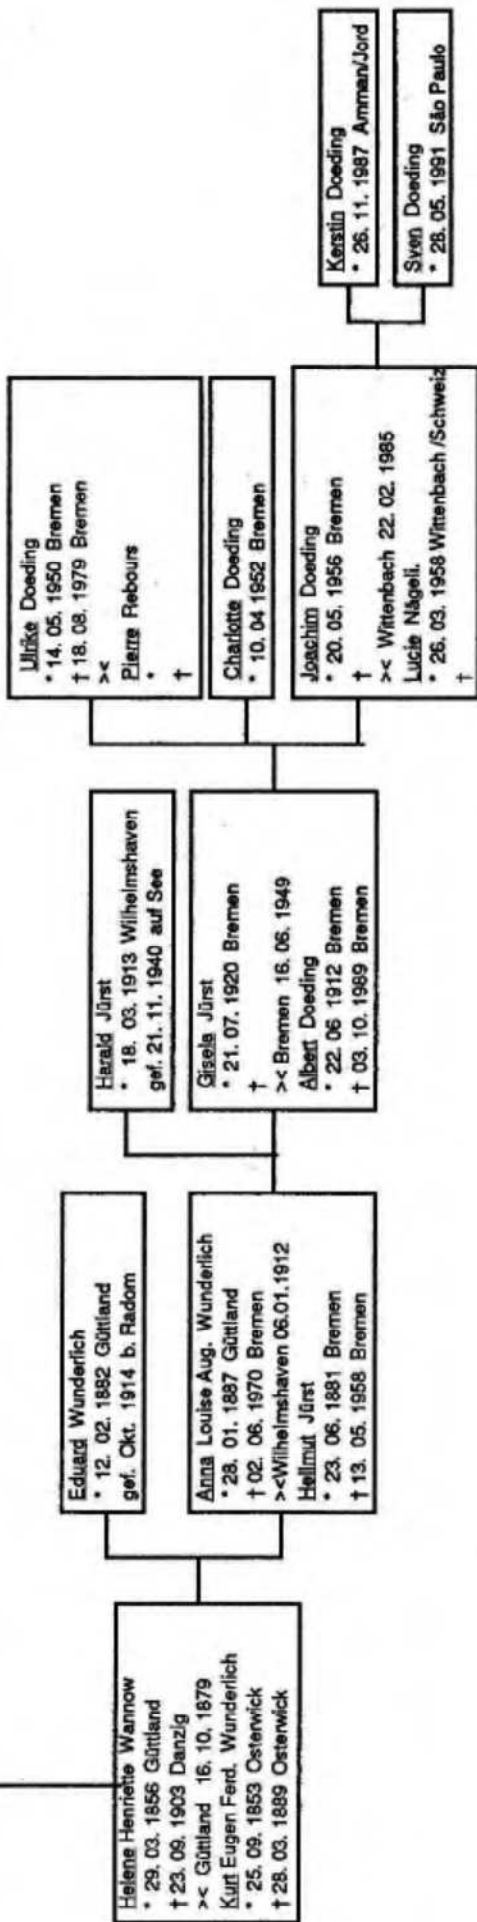 Helene Henriette Wannow
* 29. 03. 1856 Güttland
† 23. 09. 1903 Danzig
>< Güttland 16. 10. 1879
Kurt Eugen Ferd. Wunderlich
* 25. 09. 1853 Osterwick
† 28. 03. 1889 Osterwick
Eduard Wunderlich
* 12. 02. 1882 Güttland
gef. Okt. 1914 b. Radom
Anna Louise Aug. Wunderlich
* 28. 01. 1887 Güttland
† 02. 06. 1970 Bremen
><Wilhelmshaven 06.01.1912
Hellmut Jürst
* 23. 06. 1881 Bremen
† 13. 05. 1958 Bremen
Harald Jürst
* 18. 03. 1913 Wilhelmshaven
gef. 21. 11. 1940 auf See
Gisela Jürst
* 21. 07. 1920 Bremen
†
>< Bremen 16. 06. 1949
Albert Doeding
* 22. 06 1912 Bremen
† 03. 10. 1989 Bremen
Ulrike Doeding
* 14. 05. 1950 Bremen
† 18. 08. 1979 Bremen
><
Pierre Rebours
*
†
Charlotte Doeding
* 10. 04 1952 Bremen
Joachim Doeding
* 20. 05. 1956 Bremen
†
>< Wittenbach 22. 02. 1985
Lucie Nägeli.
* 26. 03. 1958 Wittenbach /Schweiz
†
Kerstin Doeding
* 26. 11. 1987 Amman/Jord
Sven Doeding
* 28. 05. 1991 São Paulo